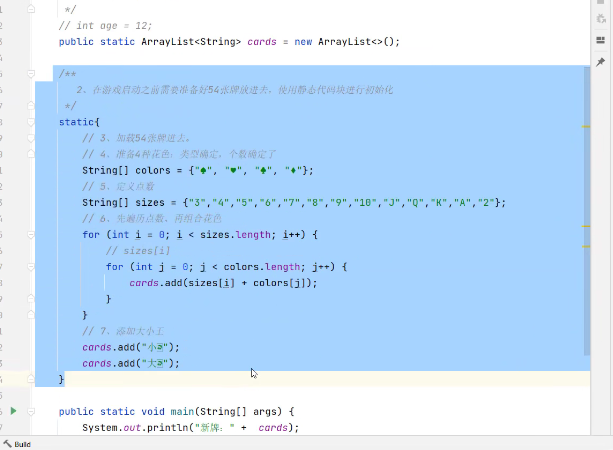 */
// int age = 12;
public static ArrayList<String> cards = new ArrayList<>();
/**
2、在游戏启动之前需要准备好54张牌放进去，使用静态代码块进行初始化
*/
static{
// 3、加载54张牌进去。
// 4、准备4种花色：类型确定，个数确定了
String[] colors = {"♠", "♥", "♣", "♦"};
// 5、定义点数
String[] sizes = {"3","4","5","6","7","8","9","10","J","Q","K","A","2"};
// 6、先遍历点数、再组合花色
for (int i = 0; i < sizes.length; i++) {
// sizes[i]
for (int j = 0; j < colors.length; j++) {
cards.add(sizes[i] + colors[j]);
}
}
// 7、添加大小王
cards.add("小🃏");
cards.add("大🃏");
}
public static void main(String[] args) {
System.out.println("新牌：" + cards);
Build